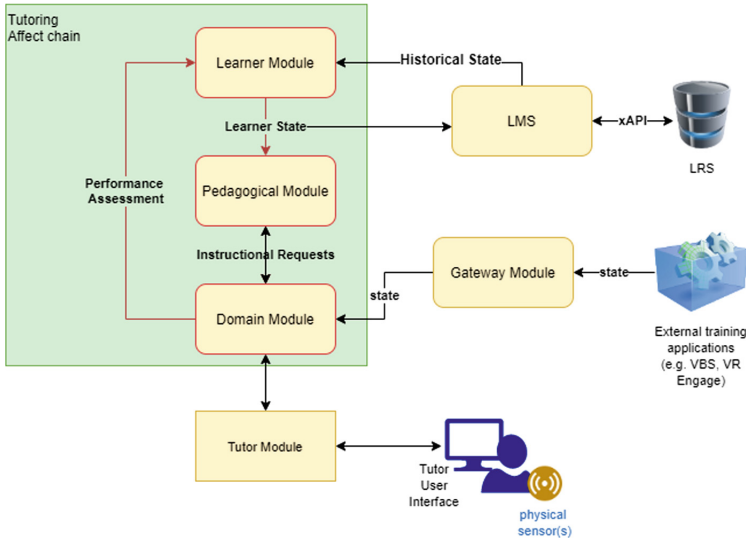 Tutoring
Affect chain
Learner Module
Historical State
LMS
xAPI
LRS
Learner State
Performance
Assessment
Pedagogical Module
Instructional Requests
Gateway Module
state
state
Domain Module
External training
applications
(e.g. VBS, VR
Engage)
Tutor Module
Tutor
User
Interface
physical
sensor(s)